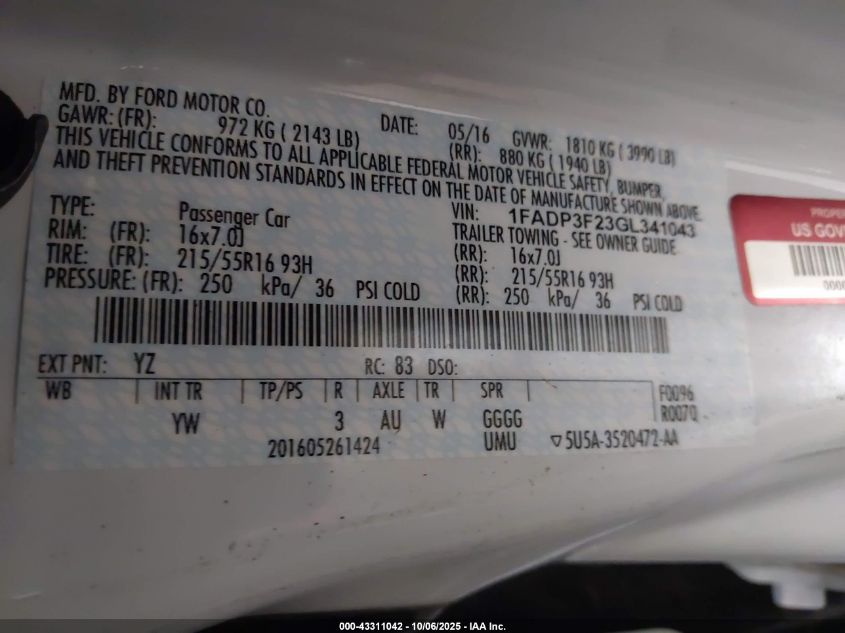 MFD. BY FORD MOTOR CO.
DATE: 05/16 GVWR: 1810 KG ( 3990 LB)
GAWR: (FR): 972 KG ( 2143 LB) (RR): 880 KG ( 1940 LB)
THIS VEHICLE CONFORMS TO ALL APPLICABLE FEDERAL MOTOR VEHICLE SAFETY, BUMPER,
AND THEFT PREVENTION STANDARDS IN EFFECT ON THE DATE OF MANUFACTURE SHOWN ABOVE.
VIN: 1FADP3F23GL341043
TYPE: Passenger Car TRAILER TOWING - SEE OWNER GUIDE
RIM: (FR): 16x7.0J (RR): 16x7.0J
TIRE: (FR): 215/55R16 93H (RR): 215/55R16 93H
PRESSURE: (FR): 250 kPa/ 36 PSI COLD (RR): 250 kPa/ 36 PSI COLD
EXT PNT: YZ RC: 83 DSO:
WB INT TR TP/PS R AXLE TR SPR F0096
YW 3 AU W GGGG R0070
201605261424 UMU ▽5U5A-3520472-AA
US GOV
000-43311042 - 10/06/2025 - IAA Inc.